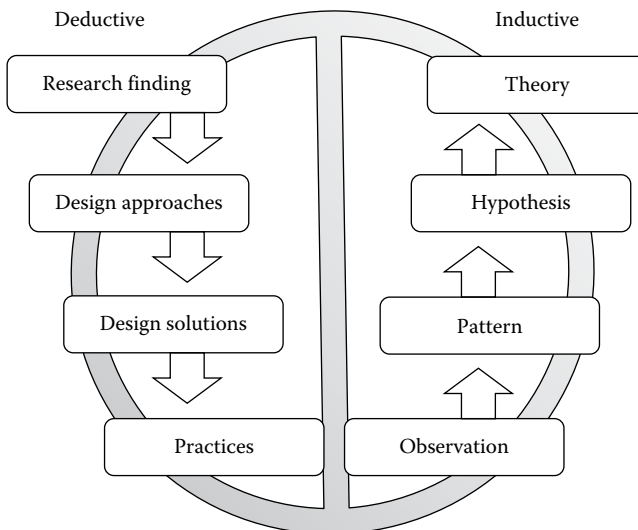 Deductive
Inductive
Research finding
Theory
Design approaches
Hypothesis
Design solutions
Pattern
Practices
Observation